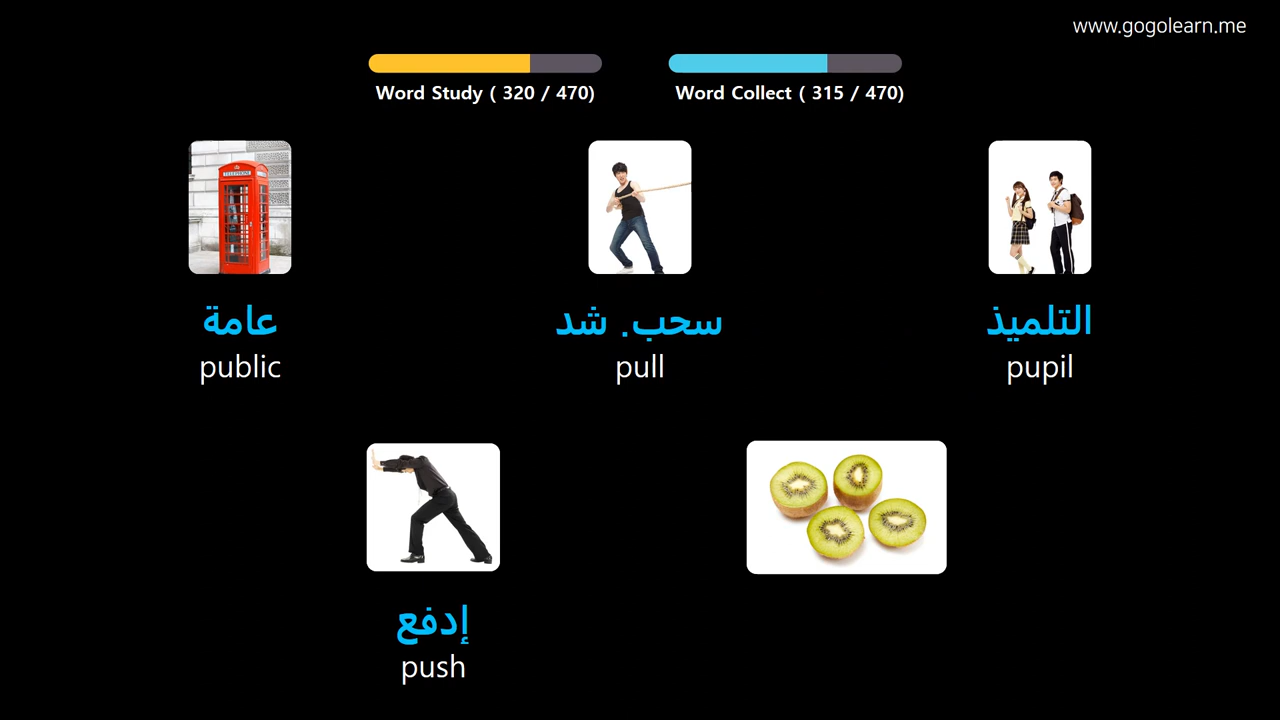 www.gogolearn.me
Word Study ( 320 / 470)
Word Collect ( 315 / 470)
TELEPHONE
عامة
public
سحب. شد
pull
التلميذ
pupil
إدفع
push